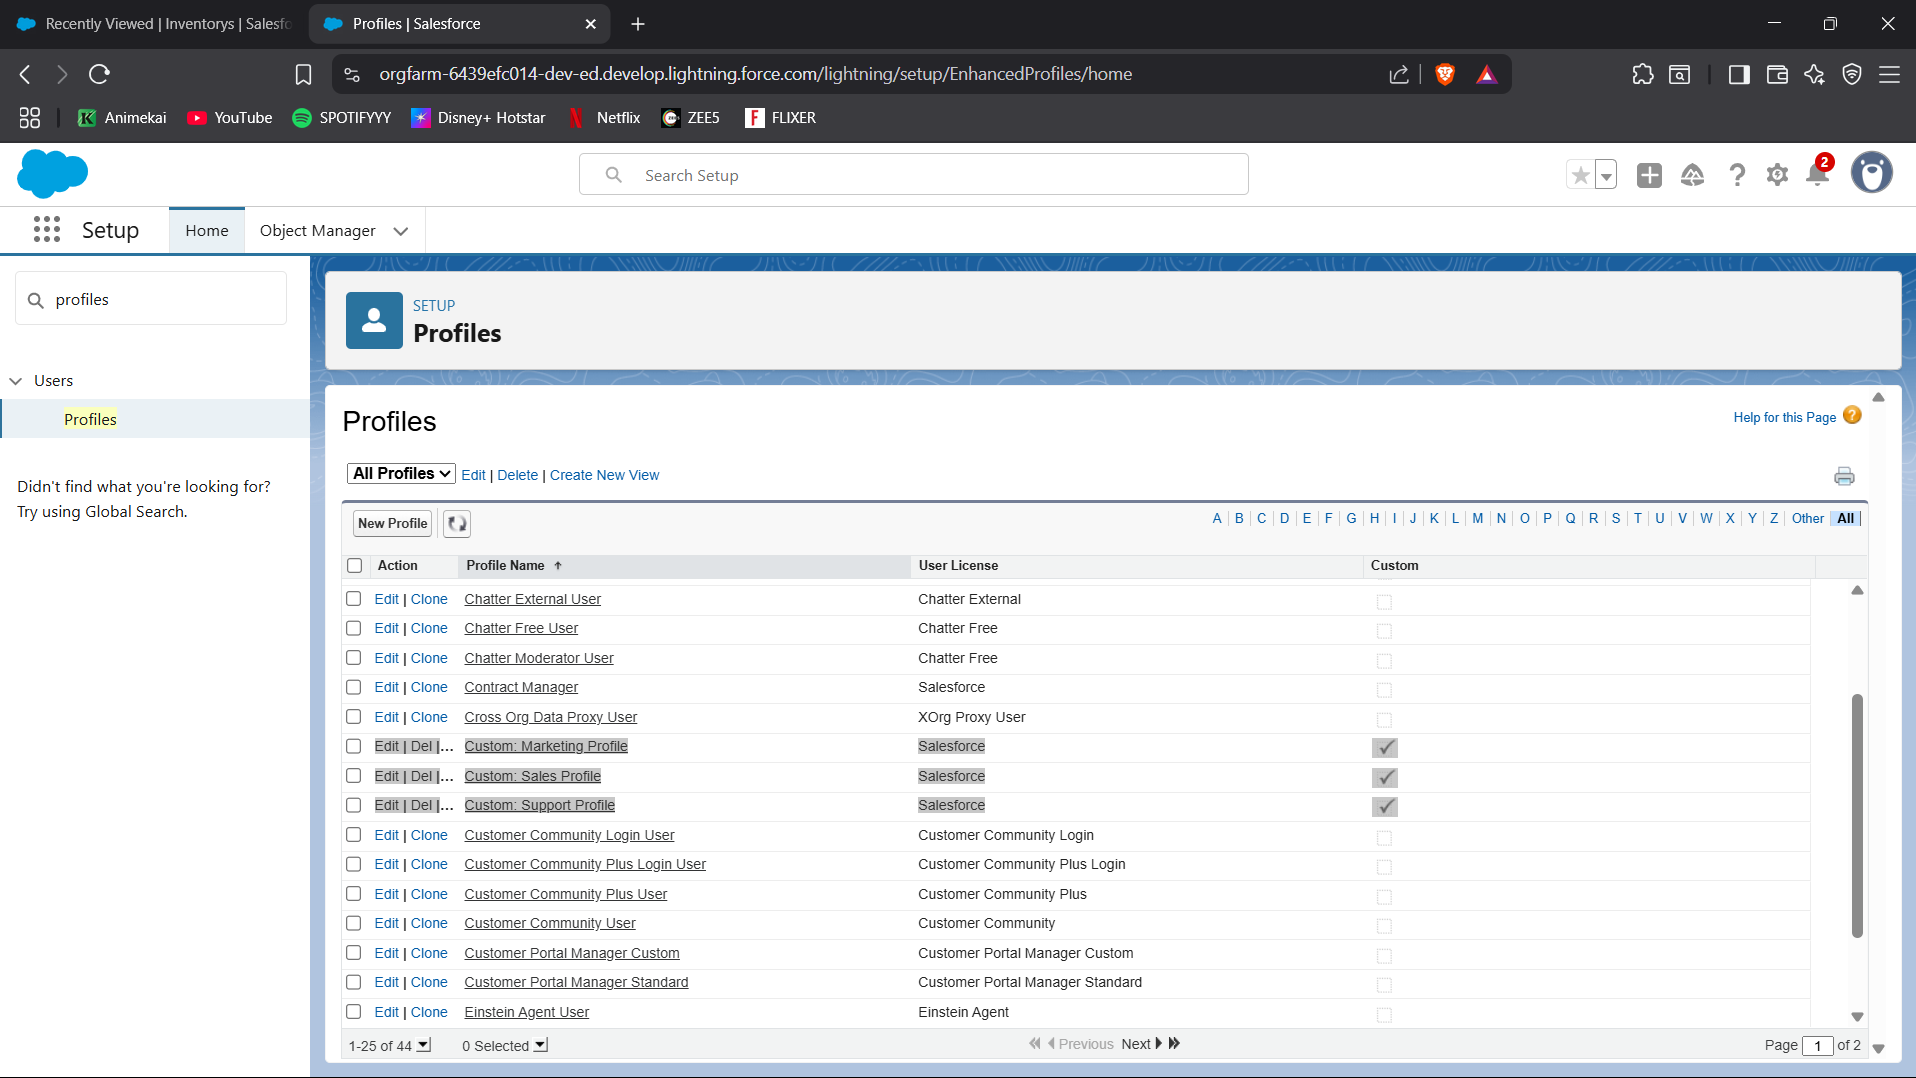 Recently Viewed | Inventorys | Salesfo
Profiles | Salesforce
orgfarm-6439efc014-dev-ed.develop.lightning.force.com/lightning/setup/EnhancedProfiles/home
Animekai
YouTube
SPOTIFYYY
Disney+ Hotstar
Netflix
ZEE5
FLIXER
Search Setup
2
Setup
Home
Object Manager
profiles
Users
Profiles
Didn't find what you're looking for?
Try using Global Search.
SETUP
Profiles
Profiles
Help for this Page
All Profiles Edit | Delete | Create New View
New Profile
A | B | C | D | E | F | G | H | I | J | K | L | M | N | O | P | Q | R | S | T | U | V | W | X | Y | Z | Other | All
Action Profile Name User License Custom
Edit | Clone Chatter External User Chatter External
Edit | Clone Chatter Free User Chatter Free
Edit | Clone Chatter Moderator User Chatter Free
Edit | Clone Contract Manager Salesforce
Edit | Clone Cross Org Data Proxy User XOrg Proxy User
Edit | Del |... Custom: Marketing Profile Salesforce
Edit | Del |... Custom: Sales Profile Salesforce
Edit | Del |... Custom: Support Profile Salesforce
Edit | Clone Customer Community Login User Customer Community Login
Edit | Clone Customer Community Plus Login User Customer Community Plus Login
Edit | Clone Customer Community Plus User Customer Community Plus
Edit | Clone Customer Community User Customer Community
Edit | Clone Customer Portal Manager Custom Customer Portal Manager Custom
Edit | Clone Customer Portal Manager Standard Customer Portal Manager Standard
Edit | Clone Einstein Agent User Einstein Agent
1-25 of 44 0 Selected Previous Next Page 1 of 2